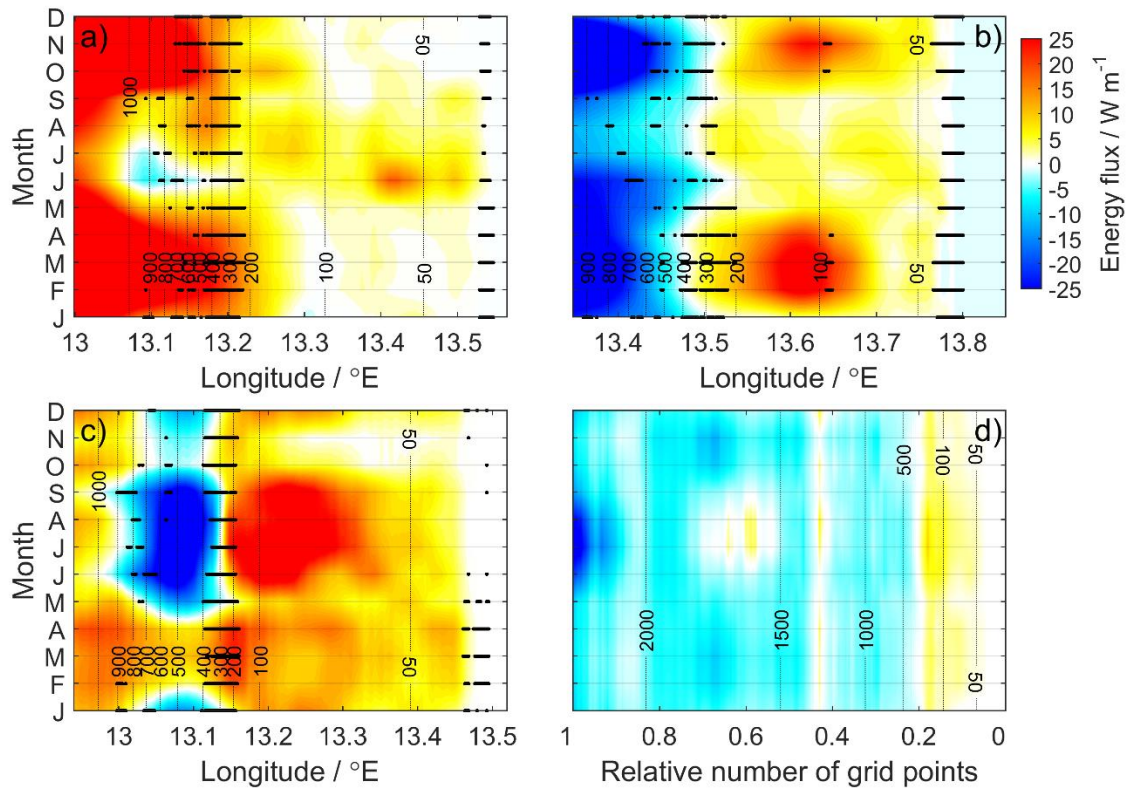 a)
D
N
O
S
A
J
J
M
A
M
F
J
Month
1000
900
800
700
600
500
400
300
200
100
50
50
13
13.1
13.2
13.3
13.4
13.5
Longitude / °E
b)
900
800
700
600
500
400
300
200
100
50
50
13.4
13.5
13.6
13.7
13.8
Longitude / °E
25
20
15
10
5
0
-5
-10
-15
-20
-25
Energy flux / W m⁻¹
c)
D
N
O
S
A
J
J
M
A
M
F
J
Month
1000
900
800
700
600
500
400
300
200
100
50
50
13
13.1
13.2
13.3
13.4
13.5
Longitude / °E
d)
2000
1500
1000
500
100
50
50
1
0.8
0.6
0.4
0.2
0
Relative number of grid points